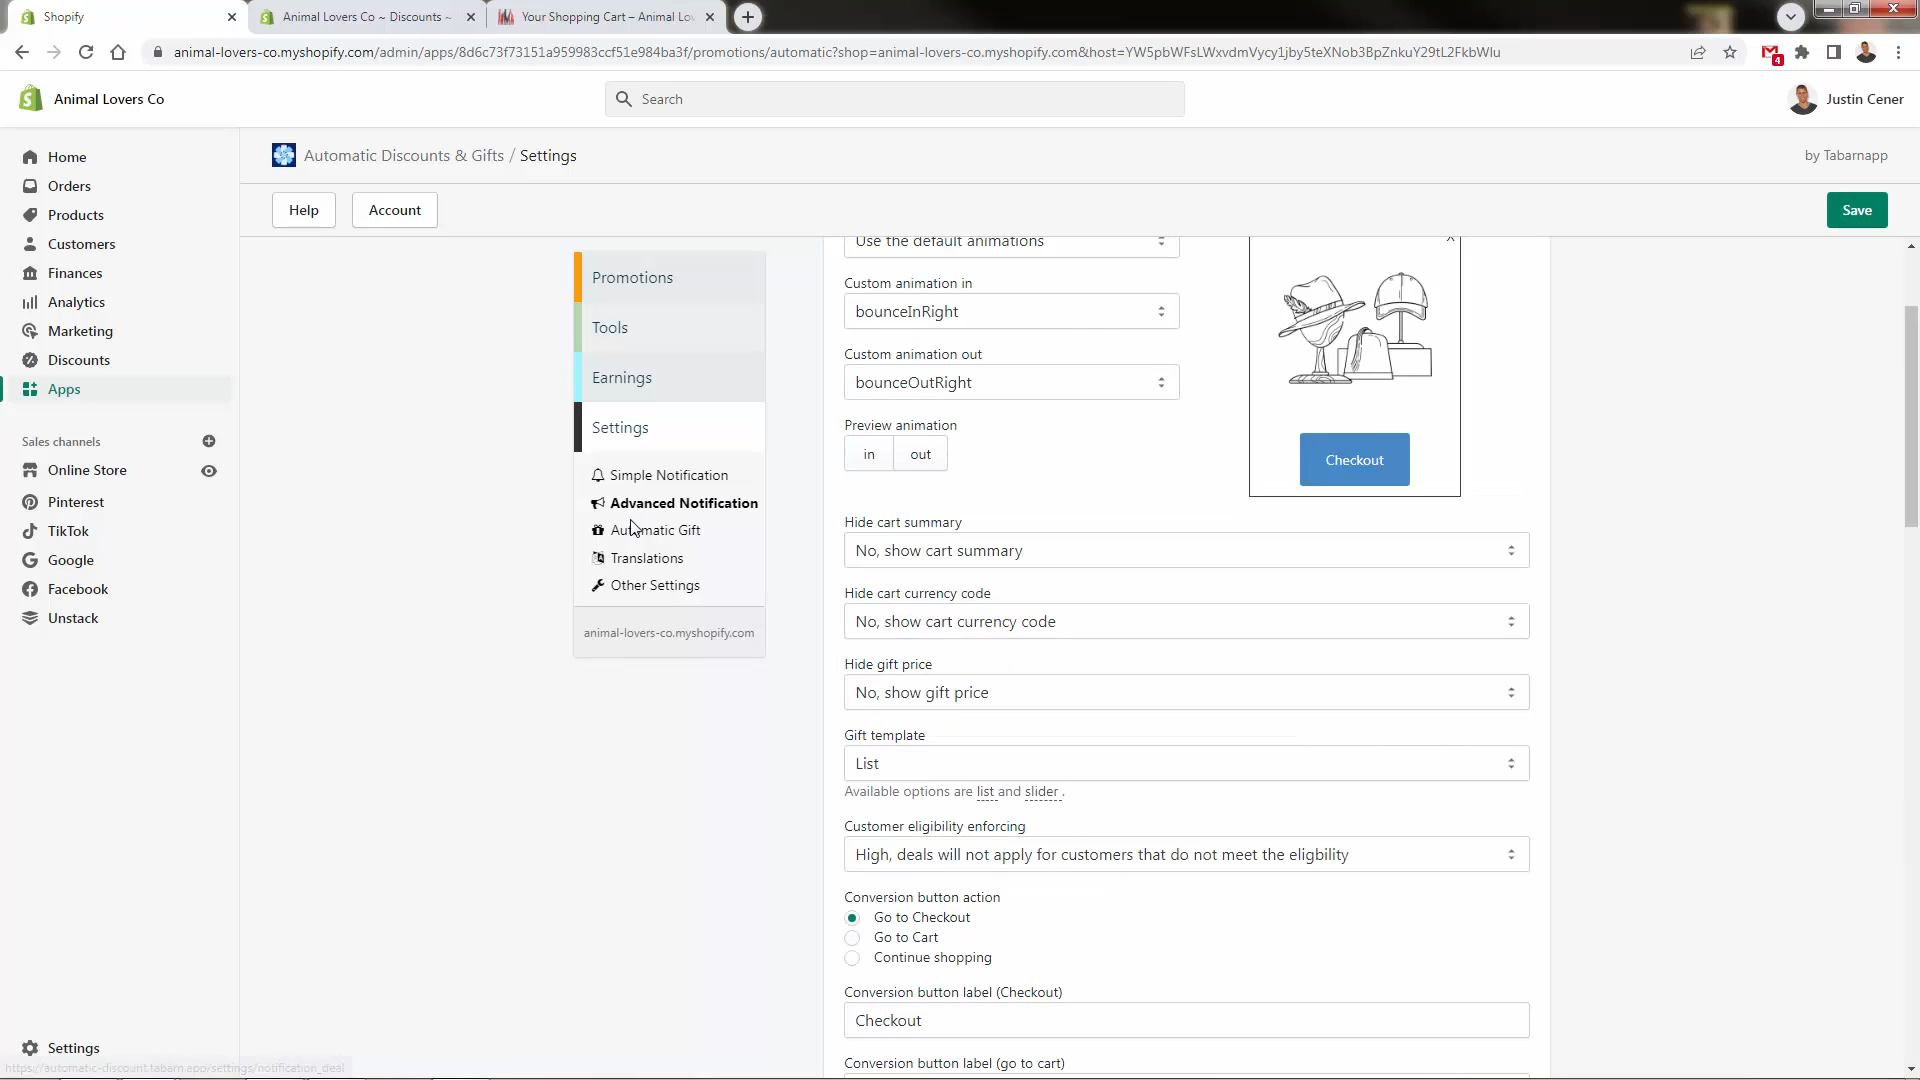 Shopify
Animal Lovers Co ~ Discounts ~
Your Shopping Cart – Animal Lo
animal-lovers-co.myshopify.com/admin/apps/8d6c73f73151a959983ccf51e984ba3f/promotions/automatic?shop=animal-lovers-co.myshopify.com&host=YW5pbWFsLWxvdmVycy1jby5teXNob3BpZnkuY29tL2FkbWlu
4
Animal Lovers Co
Search
Justin Cener
Home
Orders
Products
Customers
Finances
Analytics
Marketing
Discounts
Apps
Sales channels
Online Store
Pinterest
TikTok
Google
Facebook
Unstack
Settings
https://automatic-discount.tabarn.app/settings/notification_deal
Automatic Discounts & Gifts / Settings
by Tabarnapp
Help
Account
Save
Promotions
Tools
Earnings
Settings
Simple Notification
Advanced Notification
Automatic Gift
Translations
Other Settings
animal-lovers-co.myshopify.com
Use the default animations
Custom animation in
bounceInRight
Custom animation out
bounceOutRight
Preview animation
in out
X
Checkout
Hide cart summary
No, show cart summary
Hide cart currency code
No, show cart currency code
Hide gift price
No, show gift price
Gift template
List
Available options are list and slider .
Customer eligibility enforcing
High, deals will not apply for customers that do not meet the eligbility
Conversion button action
Go to Checkout
Go to Cart
Continue shopping
Conversion button label (Checkout)
Checkout
Conversion button label (go to cart)